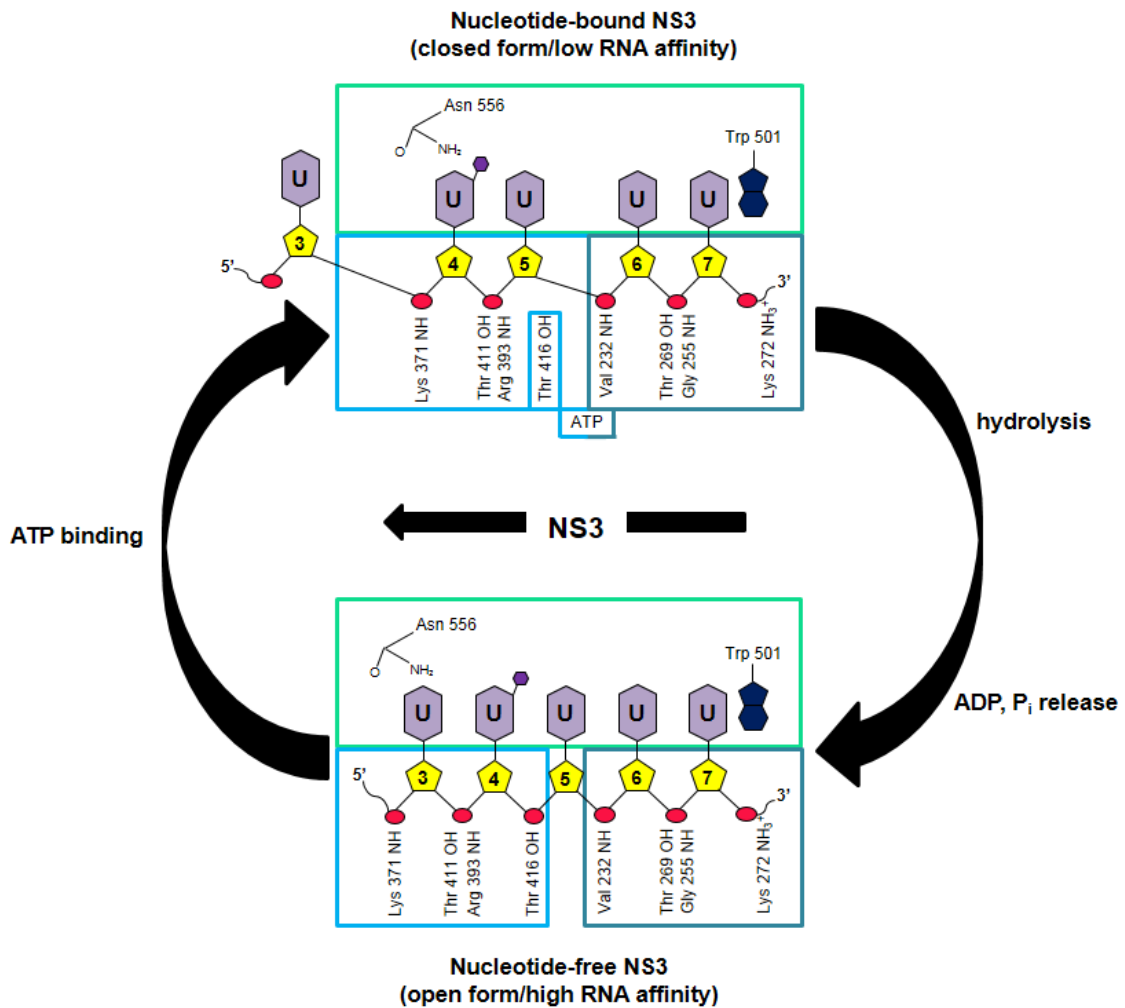 Nucleotide-bound NS3
(closed form/low RNA affinity)
Asn 556
O
NH₂
Trp 501
U
U
U
U
U
3
4
5
6
7
5'
3'
Lys 371 NH
Thr 411 OH
Arg 393 NH
Thr 416 OH
Val 232 NH
Thr 269 OH
Gly 255 NH
Lys 272 NH₃⁺
ATP
hydrolysis
ATP binding
NS3
ADP, Pᵢ release
Asn 556
O
NH₂
Trp 501
U
U
U
U
U
5'
3
4
5
6
7
3'
Lys 371 NH
Thr 411 OH
Arg 393 NH
Thr 416 OH
Val 232 NH
Thr 269 OH
Gly 255 NH
Lys 272 NH₃⁺
Nucleotide-free NS3
(open form/high RNA affinity)